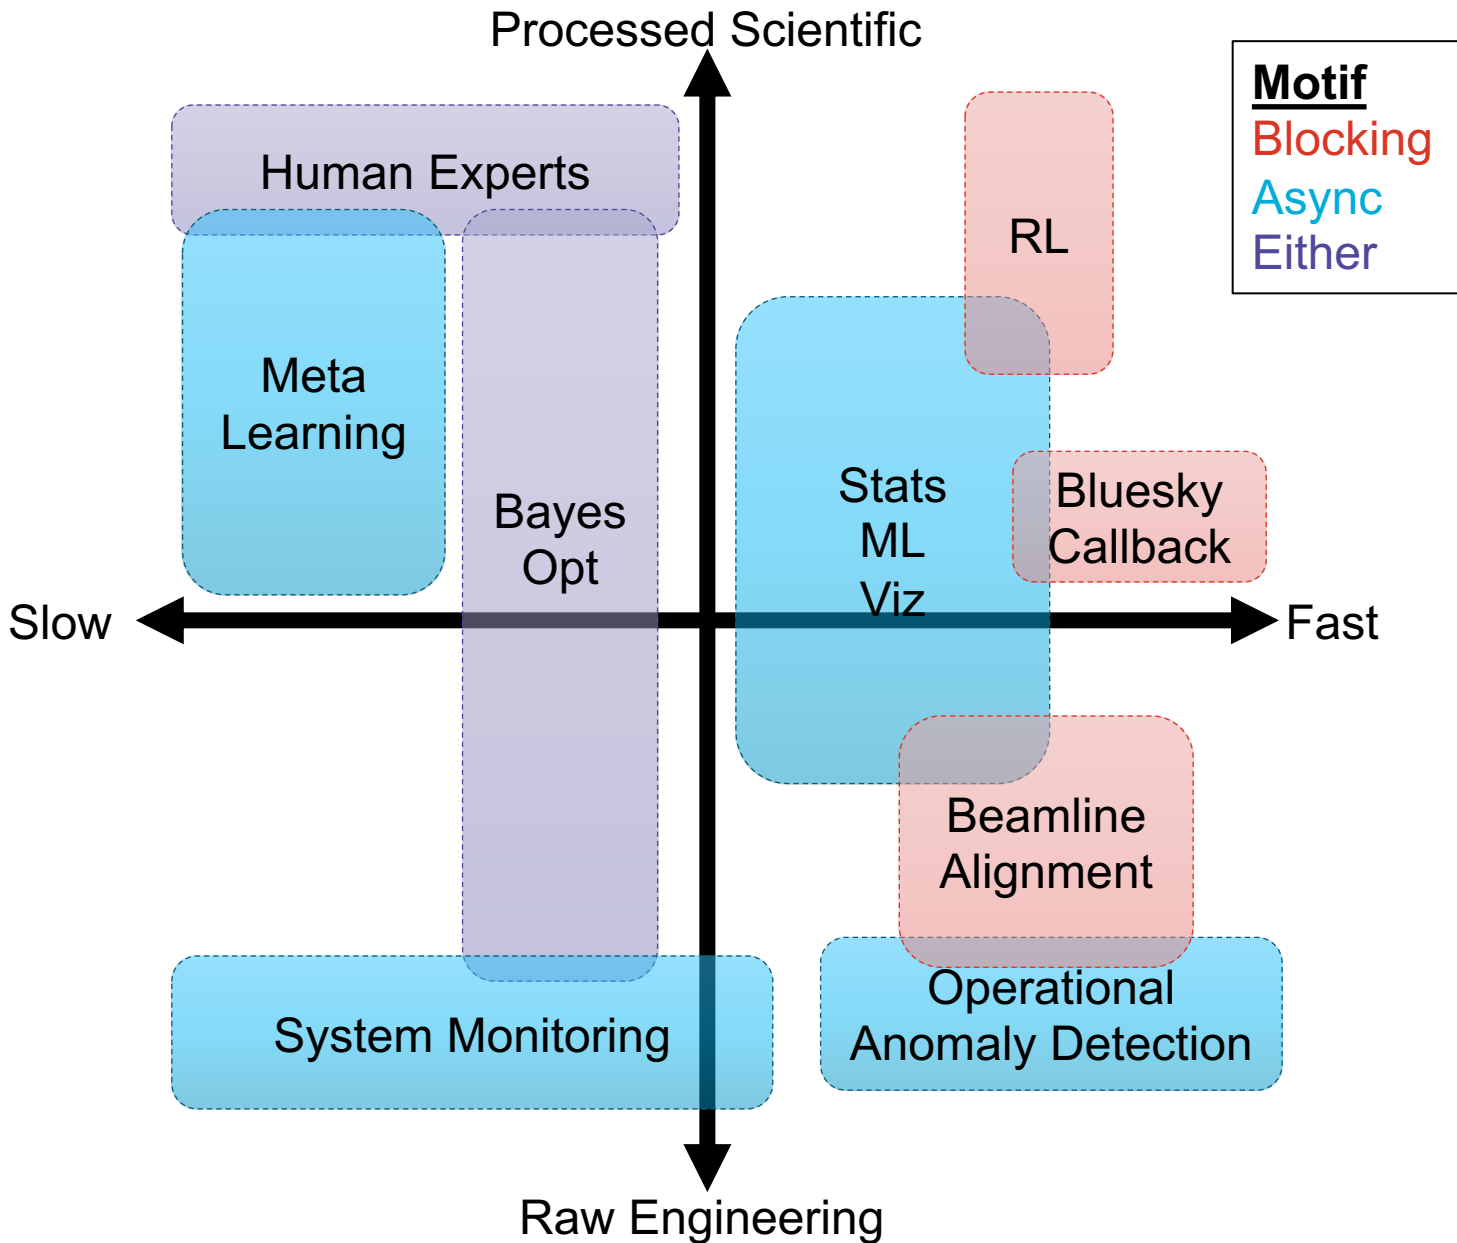 Processed Scientific
Motif
Blocking
Async
Either
Human Experts
RL
Meta
Learning
Bayes
Opt
Stats
ML
Viz
Bluesky
Callback
Slow
Fast
Beamline
Alignment
System Monitoring
Operational
Anomaly Detection
Raw Engineering